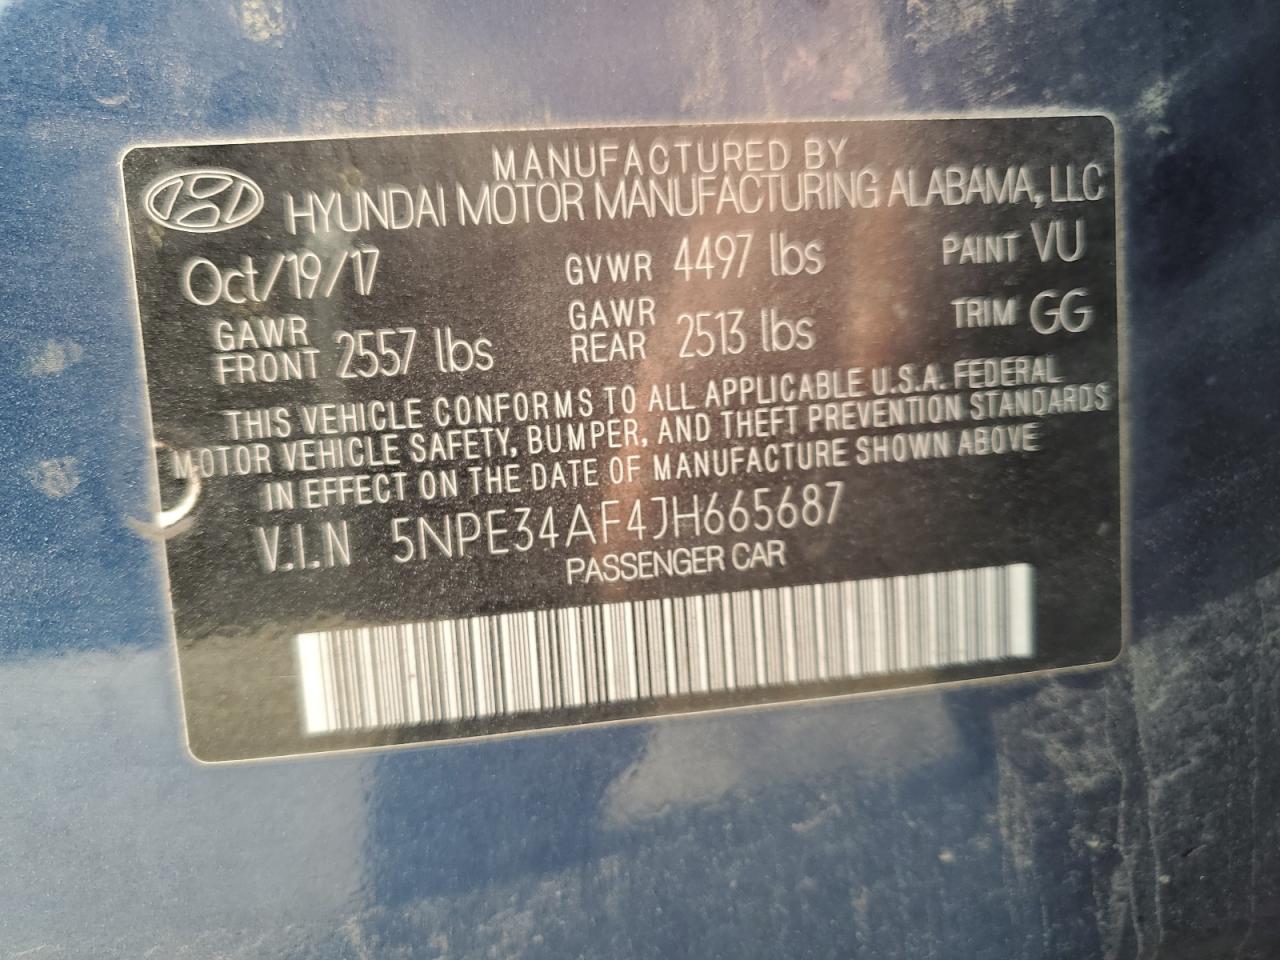 MANUFACTURED BY
HYUNDAI MOTOR MANUFACTURING ALABAMA, LLC
Oct/19/17 GVWR 4497 lbs PAINT VU
GAWR FRONT 2557 lbs GAWR REAR 2513 lbs TRIM GG
THIS VEHICLE CONFORMS TO ALL APPLICABLE U.S.A. FEDERAL
MOTOR VEHICLE SAFETY, BUMPER, AND THEFT PREVENTION STANDARDS
IN EFFECT ON THE DATE OF MANUFACTURE SHOWN ABOVE
V.I.N 5NPE34AF4JH665687
PASSENGER CAR